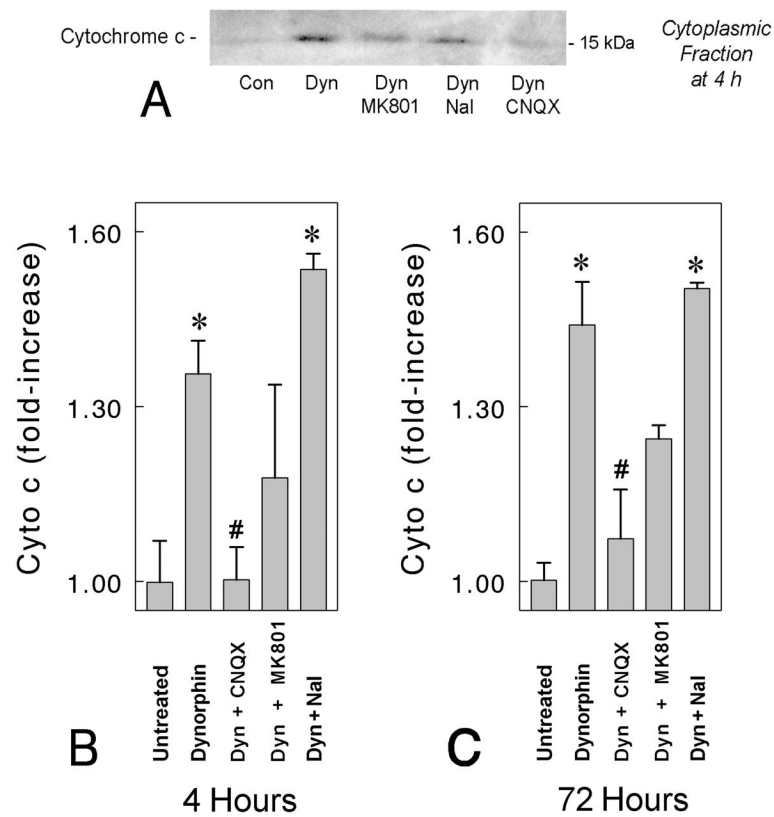 Cytochrome c -
- 15 kDa
Cytoplasmic
Fraction
at 4 h
A
Con Dyn Dyn Dyn Dyn
MK801 Nal CNQX
Cyto c (fold-increase)
1.60
1.30
1.00
*
#
*
Untreated
Dynorphin
Dyn + CNQX
Dyn + MK801
Dyn + Nal
B
4 Hours
Cyto c (fold-increase)
1.60
1.30
1.00
*
#
*
Untreated
Dynorphin
Dyn + CNQX
Dyn + MK801
Dyn + Nal
C
72 Hours